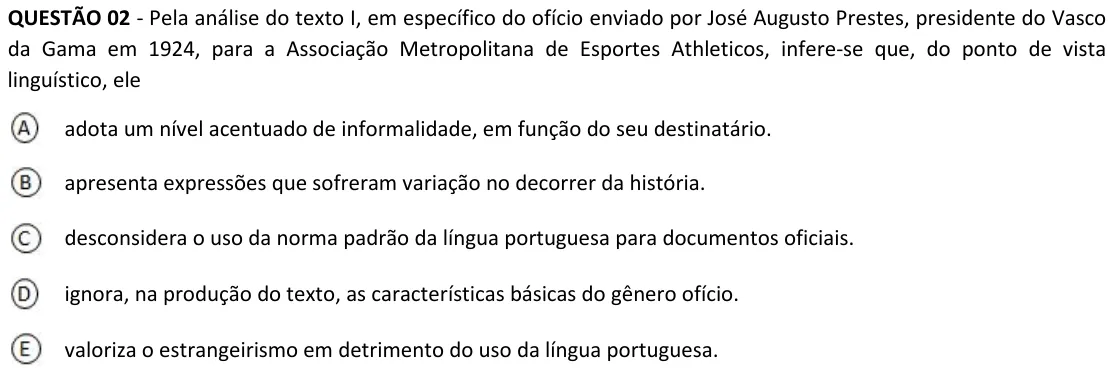 QUESTÃO 02 - Pela análise do texto I, em específico do ofício enviado por José Augusto Prestes, presidente do Vasco
da Gama em 1924, para a Associação Metropolitana de Esportes Athleticos, infere-se que, do ponto de vista
linguístico, ele
A adota um nível acentuado de informalidade, em função do seu destinatário.
B apresenta expressões que sofreram variação no decorrer da história.
C desconsidera o uso da norma padrão da língua portuguesa para documentos oficiais.
D ignora, na produção do texto, as características básicas do gênero ofício.
E valoriza o estrangeirismo em detrimento do uso da língua portuguesa.